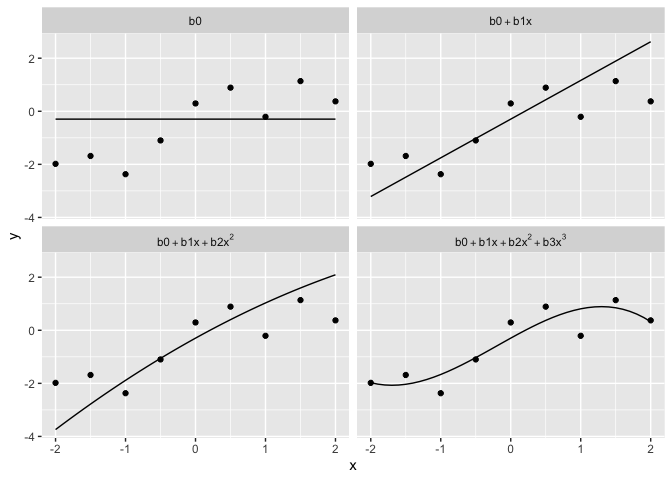 b0
b0 + b1x
2
0
-2
-4
y
b0 + b1x + b2x²
b0 + b1x + b2x² + b3x³
2
0
-2
-4
-2 -1 0 1 2
-2 -1 0 1 2
x